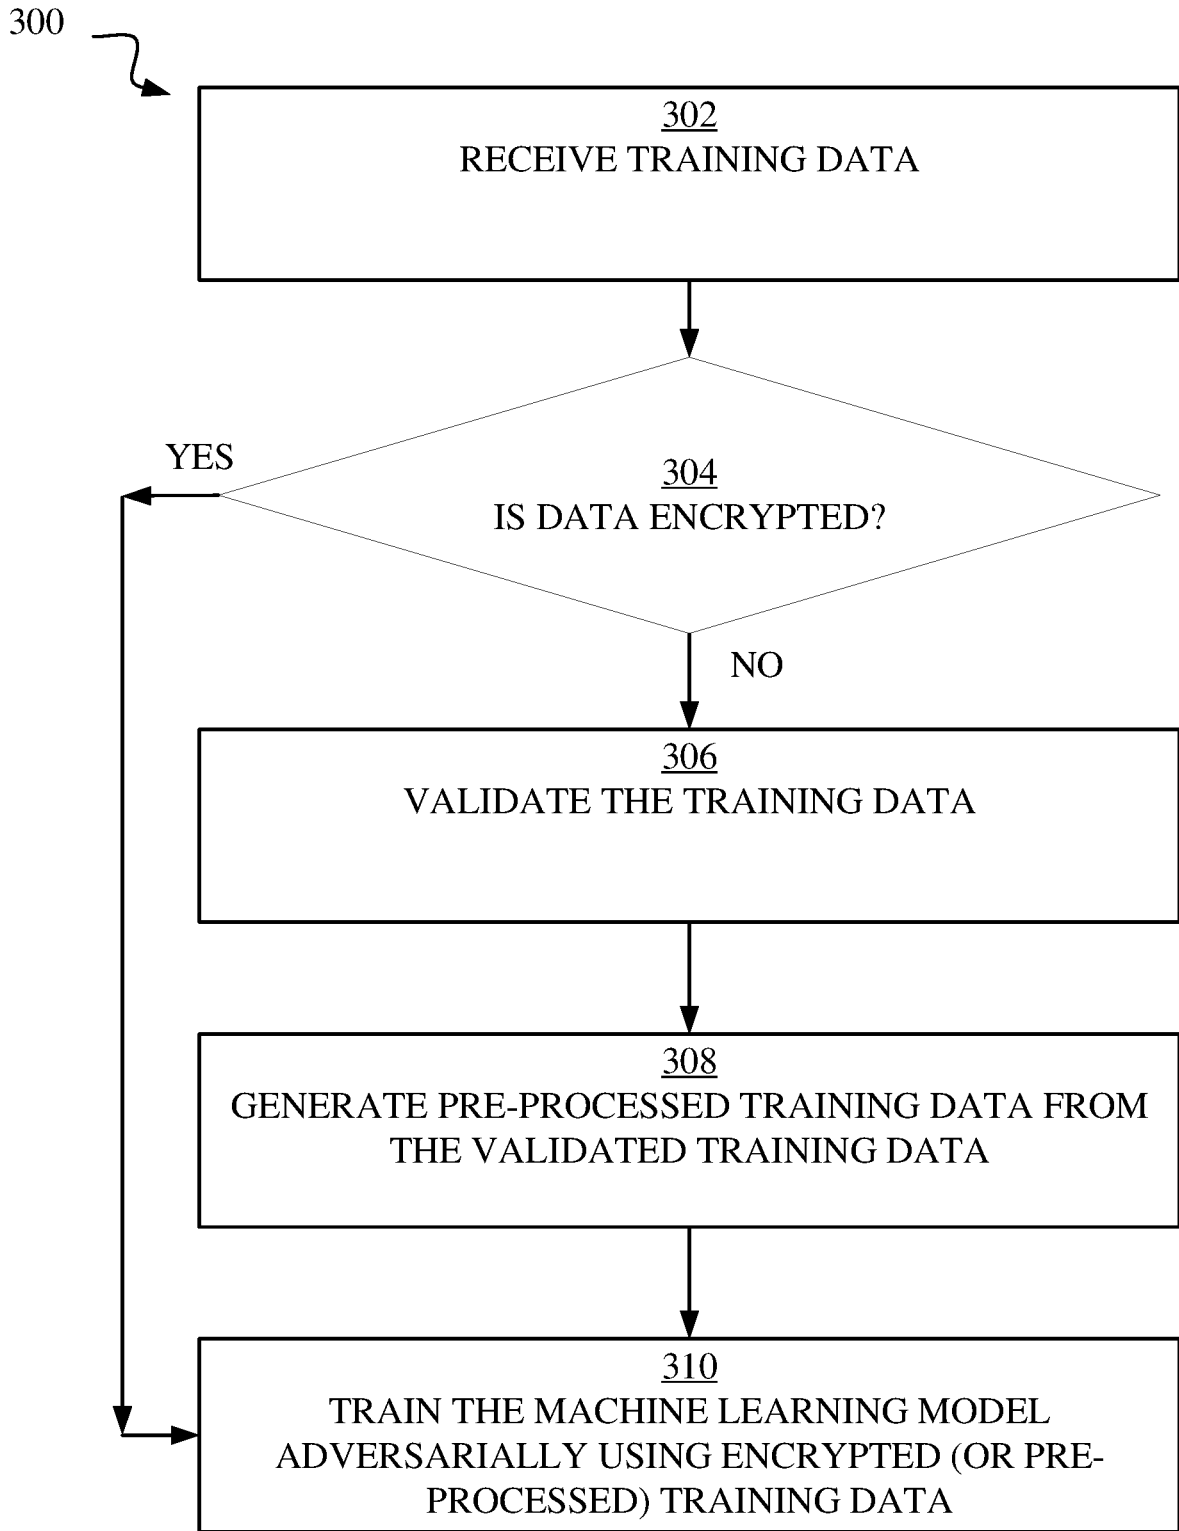 300
302
RECEIVE TRAINING DATA
YES
304
IS DATA ENCRYPTED?
NO
306
VALIDATE THE TRAINING DATA
308
GENERATE PRE-PROCESSED TRAINING DATA FROM
THE VALIDATED TRAINING DATA
310
TRAIN THE MACHINE LEARNING MODEL
ADVERSARIALLY USING ENCRYPTED (OR PRE-
PROCESSED) TRAINING DATA